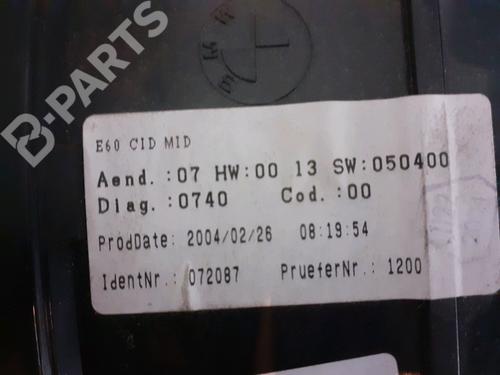 B-PARTS
E60 CID MID
Aend.:07 HW:00 13 SW:050400
Diag.:0740 Cod.:00
ProdDate: 2004/02/26 08:19:54
IdentNr.: 072087 PrueferNr.: 1200